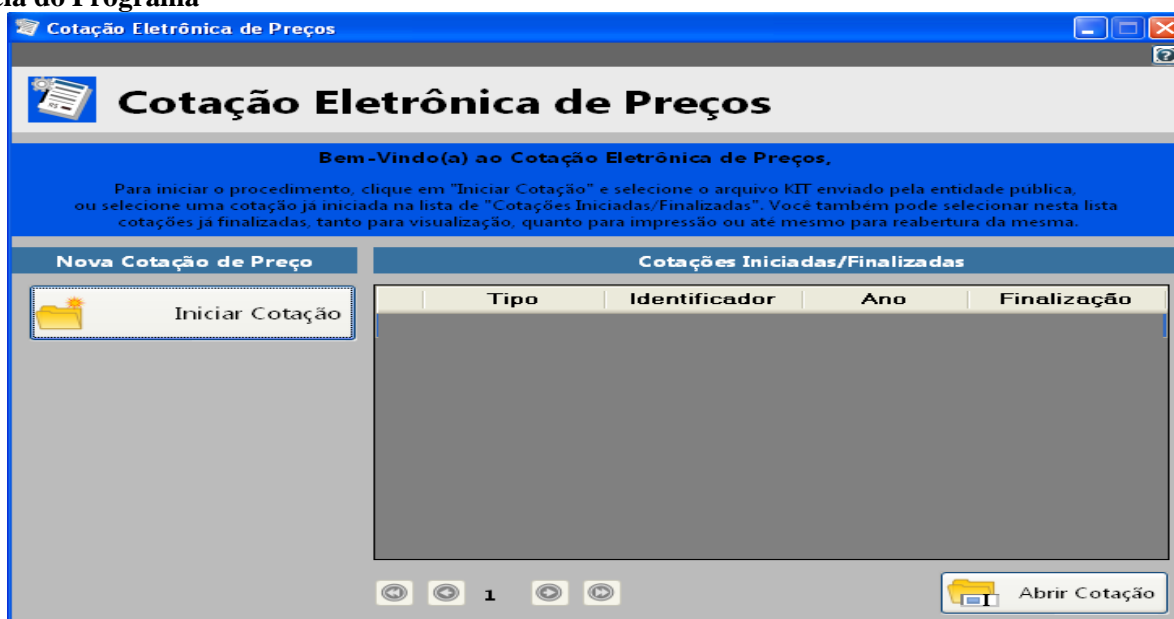 do Programa
Cotação Eletrônica de Preços
Cotação Eletrônica de Preços
Bem-Vindo(a) ao Cotação Eletrônica de Preços,
Para iniciar o procedimento, clique em "Iniciar Cotação" e selecione o arquivo KIT enviado pela entidade publica,
ou selecione uma cotação já iniciada na lista de "Cotações Iniciadas/Finalizadas". Você também pode selecionar nesta lista
cotações já finalizadas, tanto para visualização, quanto para impressão ou até mesmo para reabertura da mesma.
Nova Cotação de Preço
Cotações Iniciadas/Finalizadas
Iniciar Cotação
Tipo Identificador Ano Finalização
1
Abrir Cotação